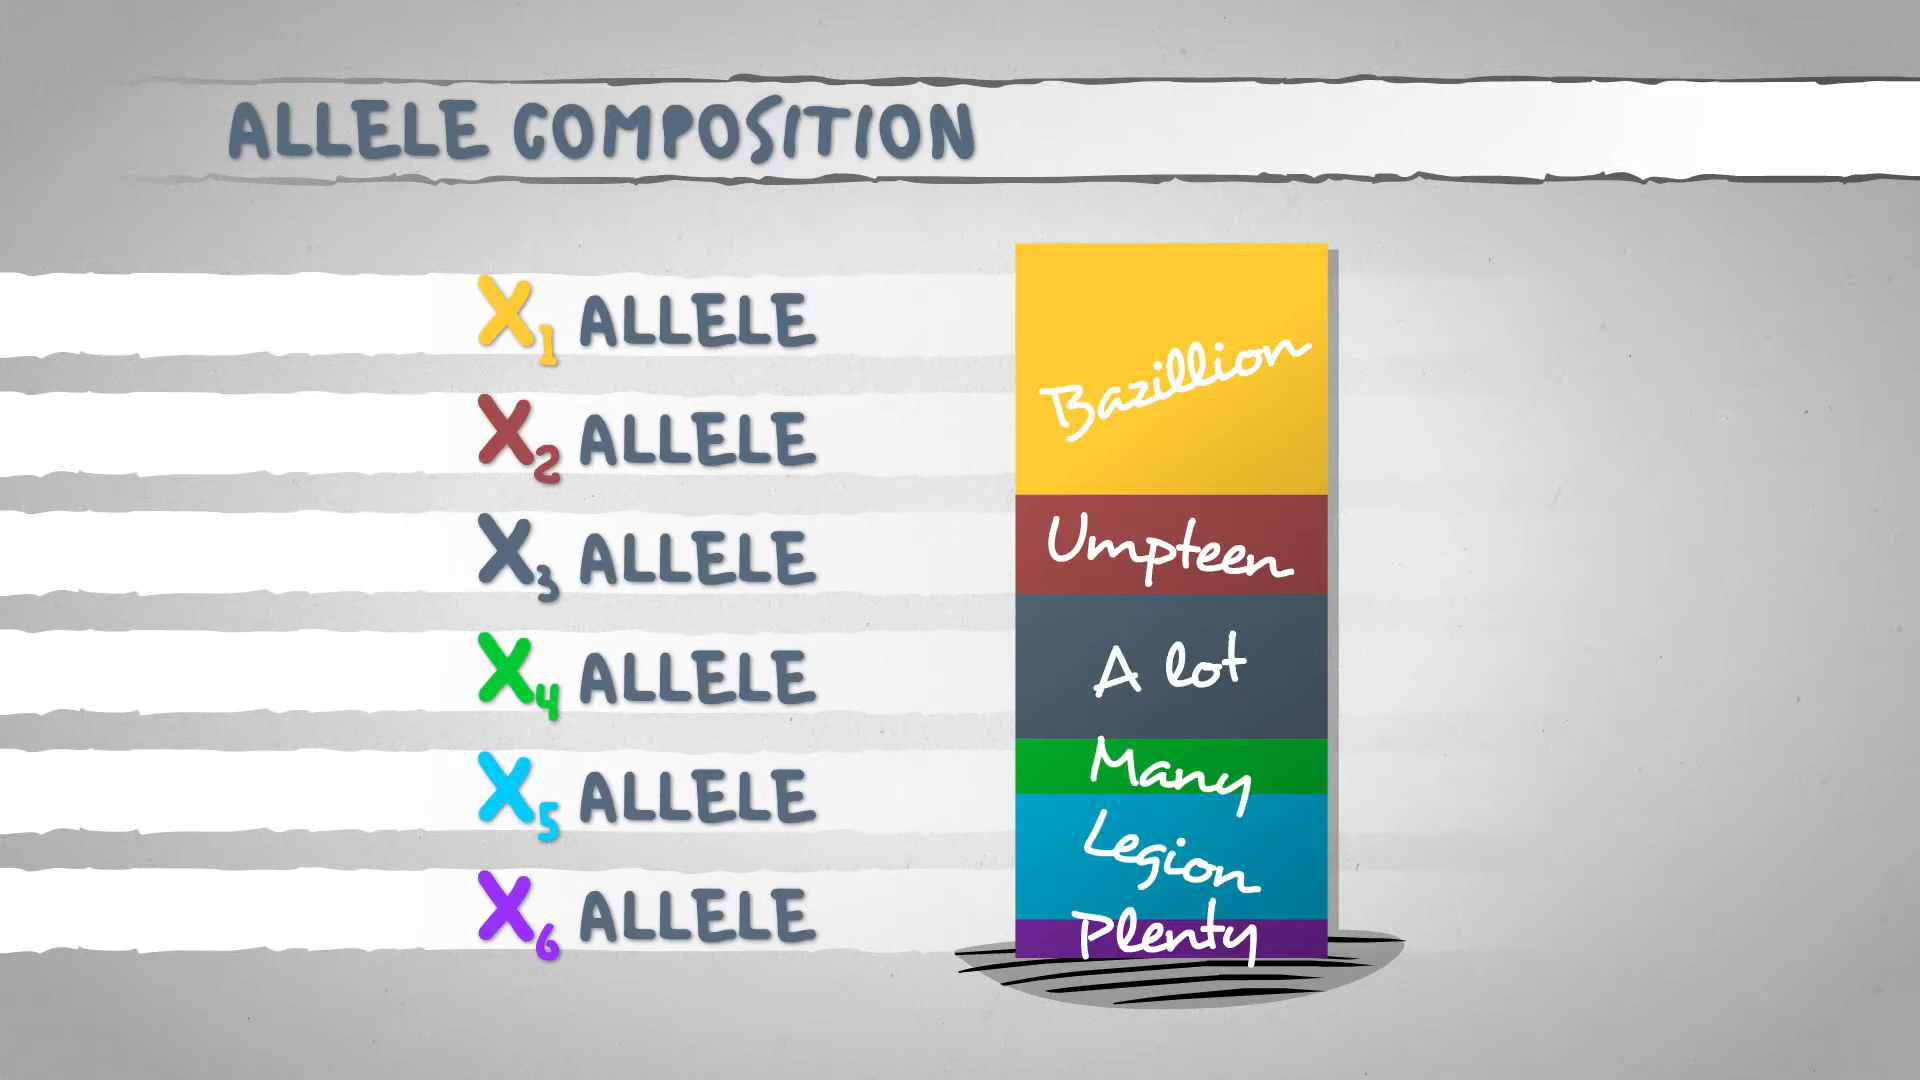 ALLELE COMPOSITION
X1 ALLELE
X2 ALLELE
X3 ALLELE
X4 ALLELE
X5 ALLELE
X6 ALLELE
Bazillion
Umpteen
A lot
Many
Legion
Plenty